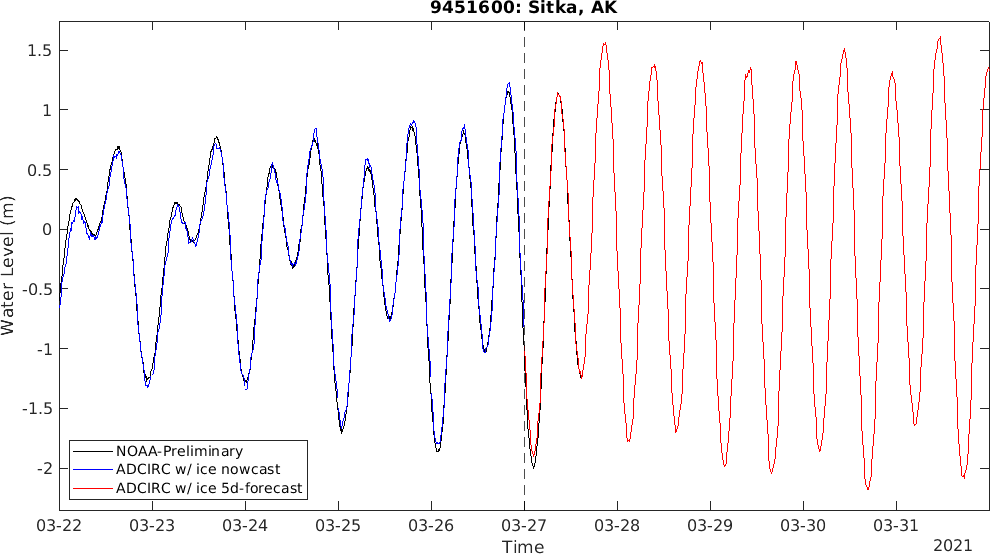 9451600: Sitka, AK
Water Level (m)
1.5
1
0.5
0
-0.5
-1
-1.5
-2
NOAA-Preliminary
ADCIRC w/ ice nowcast
ADCIRC w/ ice 5d-forecast
03-22 03-23 03-24 03-25 03-26 03-27 03-28 03-29 03-30 03-31
Time
2021